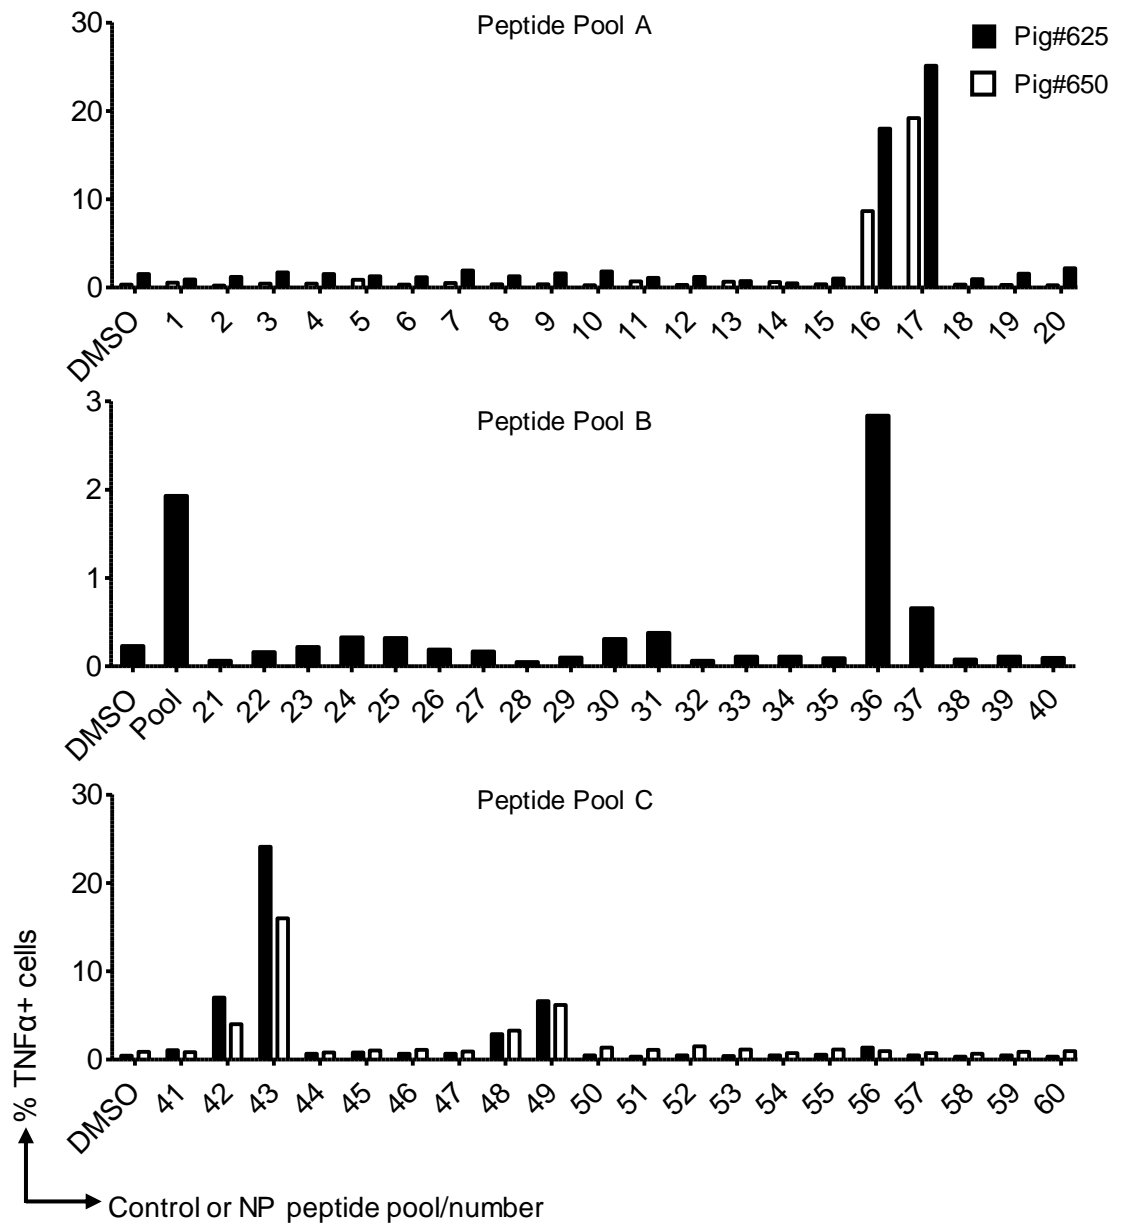 Peptide Pool A
Pig#625
Pig#650
30
20
10
0
DMSO 1 2 3 4 5 6 7 8 9 10 11 12 13 14 15 16 17 18 19 20
Peptide Pool B
3
2
1
0
DMSO Pool 21 22 23 24 25 26 27 28 29 30 31 32 33 34 35 36 37 38 39 40
Peptide Pool C
30
20
10
0
DMSO 41 42 43 44 45 46 47 48 49 50 51 52 53 54 55 56 57 58 59 60
% TNFα+ cells
Control or NP peptide pool/number